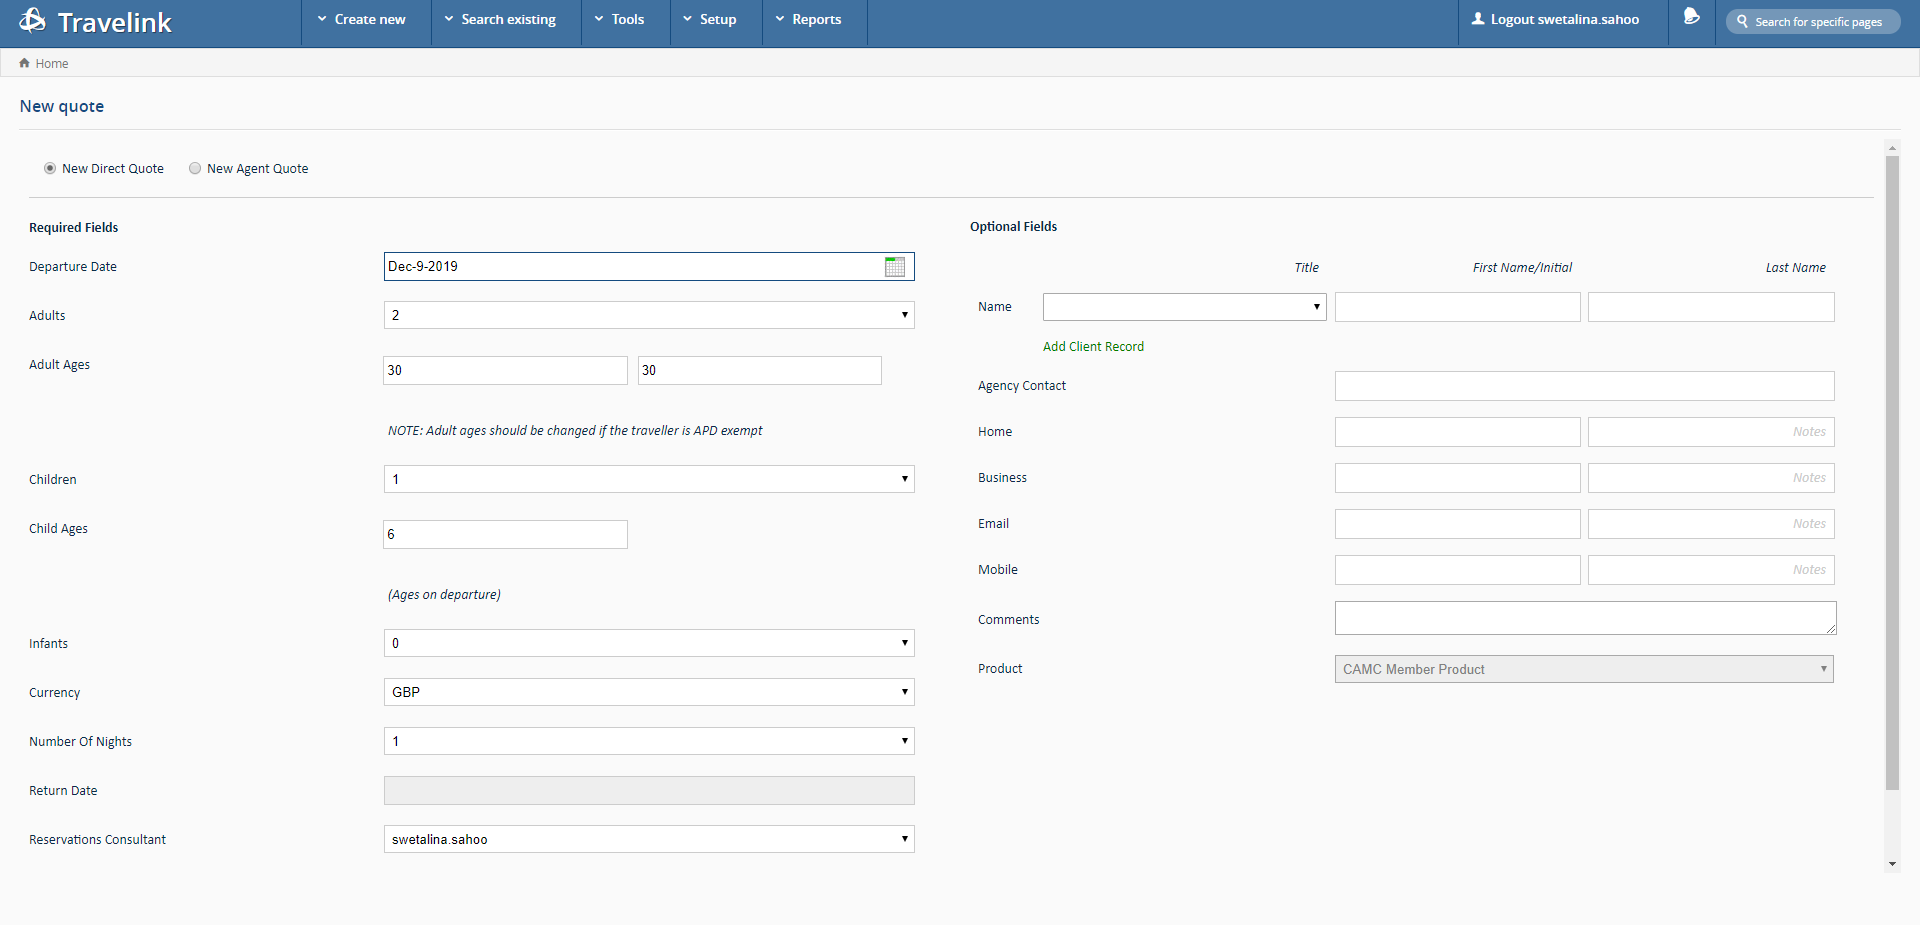 Travelink
Create new
Search existing
Tools
Setup
Reports
Logout swetalina.sahoo
Search for specific pages
Home
New quote
New Direct Quote
New Agent Quote
Required Fields
Departure Date
Dec-9-2019
Adults
2
Adult Ages
30
30
NOTE: Adult ages should be changed if the traveller is APD exempt
Children
1
Child Ages
6
(Ages on departure)
Infants
0
Currency
GBP
Number Of Nights
1
Return Date
Reservations Consultant
swetalina.sahoo
Optional Fields
Title
First Name/Initial
Last Name
Name
Add Client Record
Agency Contact
Home
Notes
Business
Notes
Email
Notes
Mobile
Notes
Comments
Product
CAMC Member Product